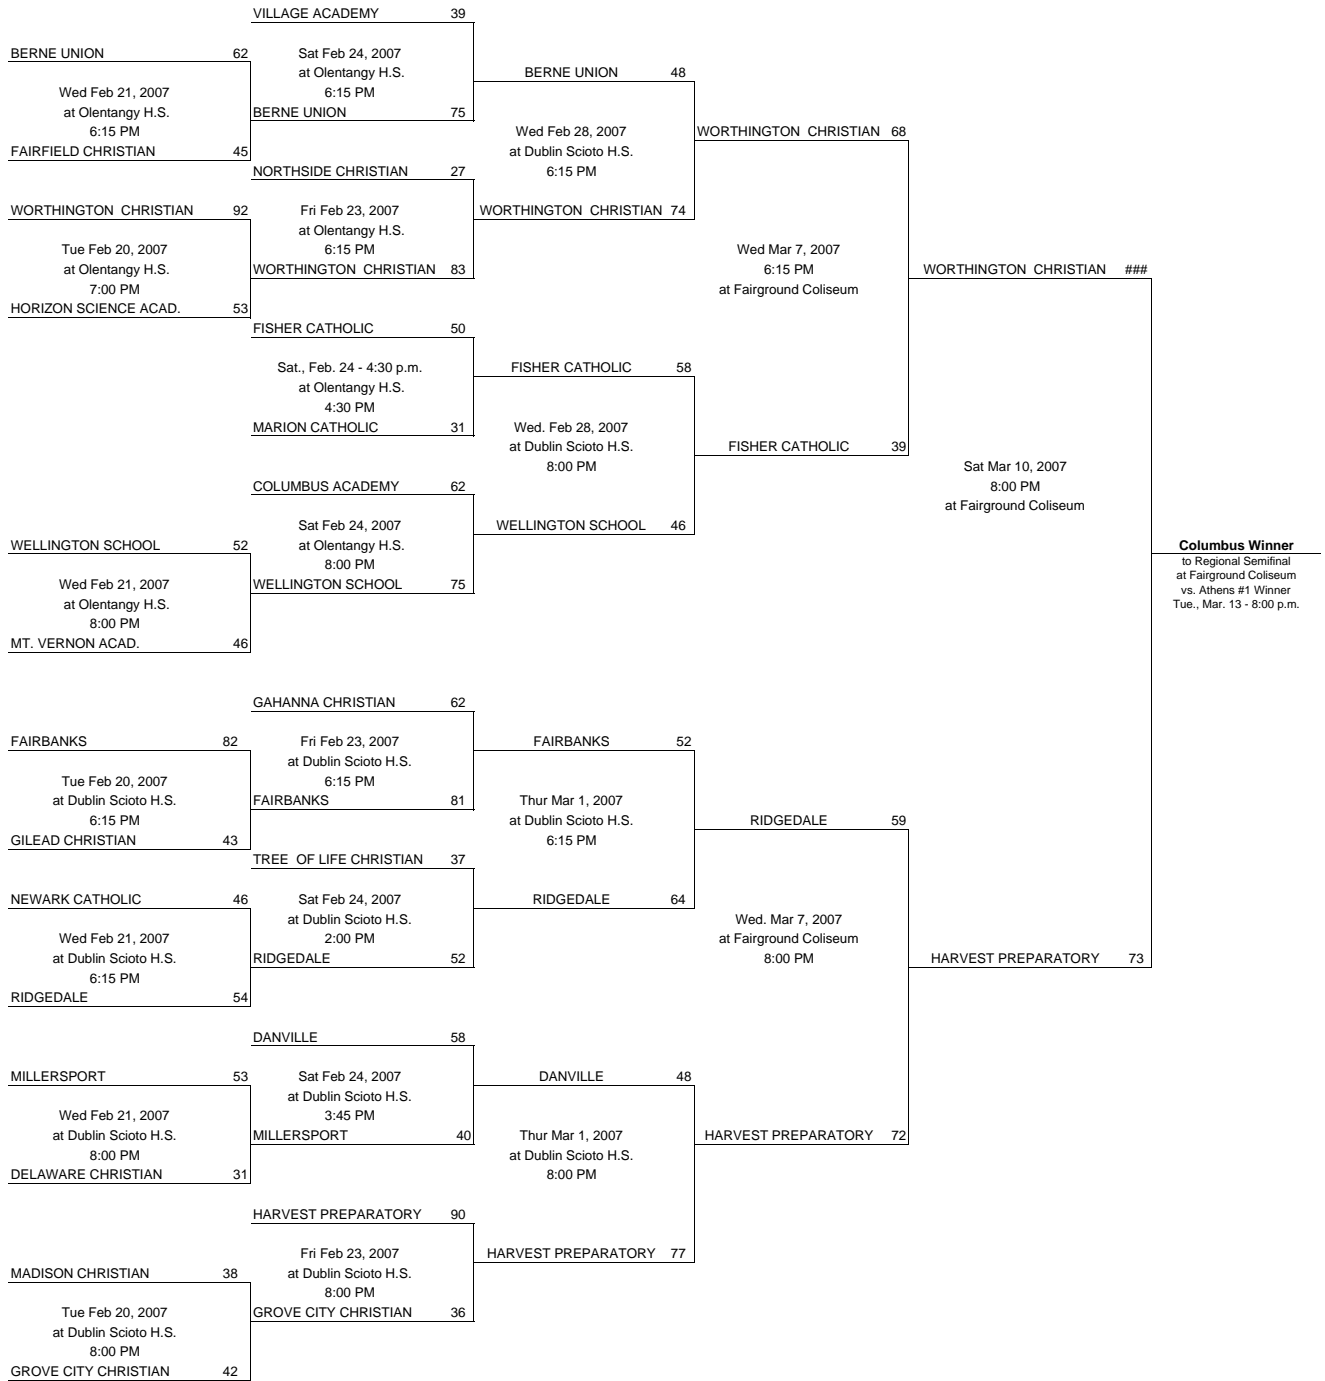 VILLAGE ACADEMY 39
BERNE UNION 62
Sat Feb 24, 2007
at Olentangy H.S.
6:15 PM
BERNE UNION 48
Wed Feb 21, 2007
at Olentangy H.S.
6:15 PM
BERNE UNION 75
FAIRFIELD CHRISTIAN 45
Wed Feb 28, 2007
at Dublin Scioto H.S.
6:15 PM
WORTHINGTON CHRISTIAN 68
NORTHSIDE CHRISTIAN 27
WORTHINGTON CHRISTIAN 92
Fri Feb 23, 2007
at Olentangy H.S.
6:15 PM
WORTHINGTON CHRISTIAN 74
Tue Feb 20, 2007
at Olentangy H.S.
7:00 PM
WORTHINGTON CHRISTIAN 83
Wed Mar 7, 2007
6:15 PM
at Fairground Coliseum
WORTHINGTON CHRISTIAN ###
HORIZON SCIENCE ACAD. 53
FISHER CATHOLIC 50
Sat., Feb. 24 - 4:30 p.m.
at Olentangy H.S.
4:30 PM
FISHER CATHOLIC 58
MARION CATHOLIC 31
Wed. Feb 28, 2007
at Dublin Scioto H.S.
8:00 PM
FISHER CATHOLIC 39
Sat Mar 10, 2007
8:00 PM
at Fairground Coliseum
COLUMBUS ACADEMY 62
WELLINGTON SCHOOL 52
Sat Feb 24, 2007
at Olentangy H.S.
8:00 PM
WELLINGTON SCHOOL 46
Columbus Winner
to Regional Semifinal
at Fairground Coliseum
vs. Athens #1 Winner
Tue., Mar. 13 - 8:00 p.m.
Wed Feb 21, 2007
at Olentangy H.S.
8:00 PM
WELLINGTON SCHOOL 75
MT. VERNON ACAD. 46
GAHANNA CHRISTIAN 62
FAIRBANKS 82
Fri Feb 23, 2007
at Dublin Scioto H.S.
6:15 PM
FAIRBANKS 52
Tue Feb 20, 2007
at Dublin Scioto H.S.
6:15 PM
FAIRBANKS 81
GILEAD CHRISTIAN 43
Thur Mar 1, 2007
at Dublin Scioto H.S.
6:15 PM
RIDGEDALE 59
TREE OF LIFE CHRISTIAN 37
NEWARK CATHOLIC 46
Sat Feb 24, 2007
at Dublin Scioto H.S.
2:00 PM
RIDGEDALE 64
Wed Feb 21, 2007
at Dublin Scioto H.S.
6:15 PM
RIDGEDALE 52
Wed. Mar 7, 2007
at Fairground Coliseum
8:00 PM
HARVEST PREPARATORY 73
RIDGEDALE 54
DANVILLE 58
MILLERSPORT 53
Sat Feb 24, 2007
at Dublin Scioto H.S.
3:45 PM
DANVILLE 48
Wed Feb 21, 2007
at Dublin Scioto H.S.
8:00 PM
MILLERSPORT 40
DELAWARE CHRISTIAN 31
Thur Mar 1, 2007
at Dublin Scioto H.S.
8:00 PM
HARVEST PREPARATORY 72
HARVEST PREPARATORY 90
MADISON CHRISTIAN 38
Fri Feb 23, 2007
at Dublin Scioto H.S.
8:00 PM
HARVEST PREPARATORY 77
Tue Feb 20, 2007
at Dublin Scioto H.S.
8:00 PM
GROVE CITY CHRISTIAN 36
GROVE CITY CHRISTIAN 42